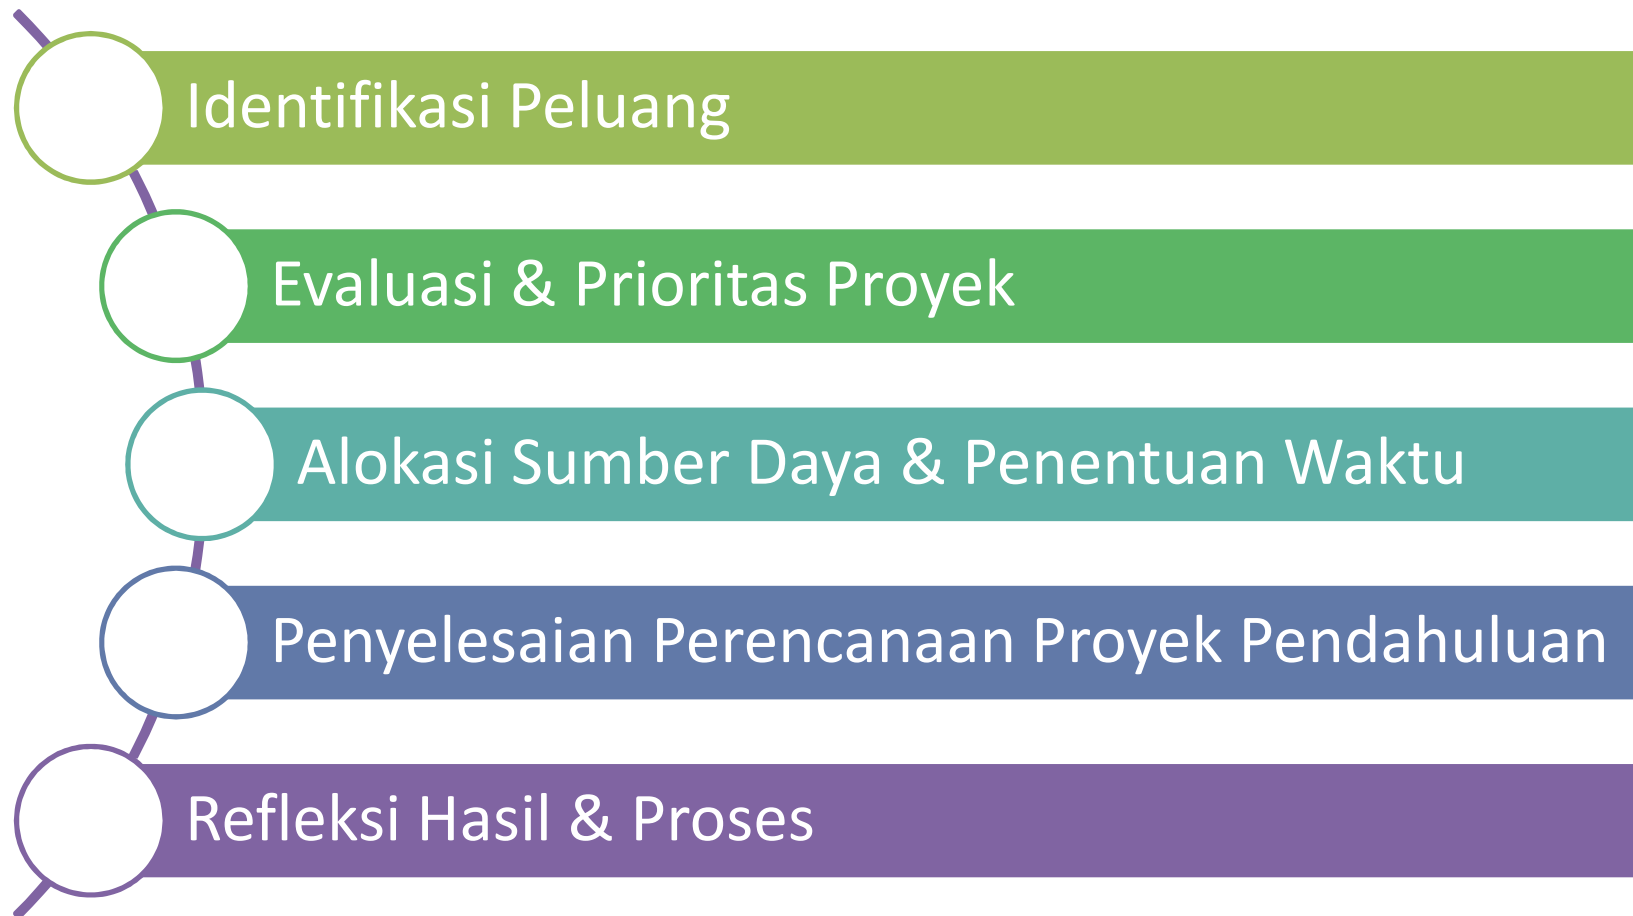 Identifikasi Peluang
Evaluasi & Prioritas Proyek
Alokasi Sumber Daya & Penentuan Waktu
Penyelesaian Perencanaan Proyek Pendahuluan
Refleksi Hasil & Proses